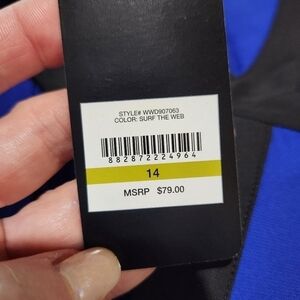 STYLE# WWD907063
COLOR: SURF THE WEB
882872224964
14
MSRP $79.00